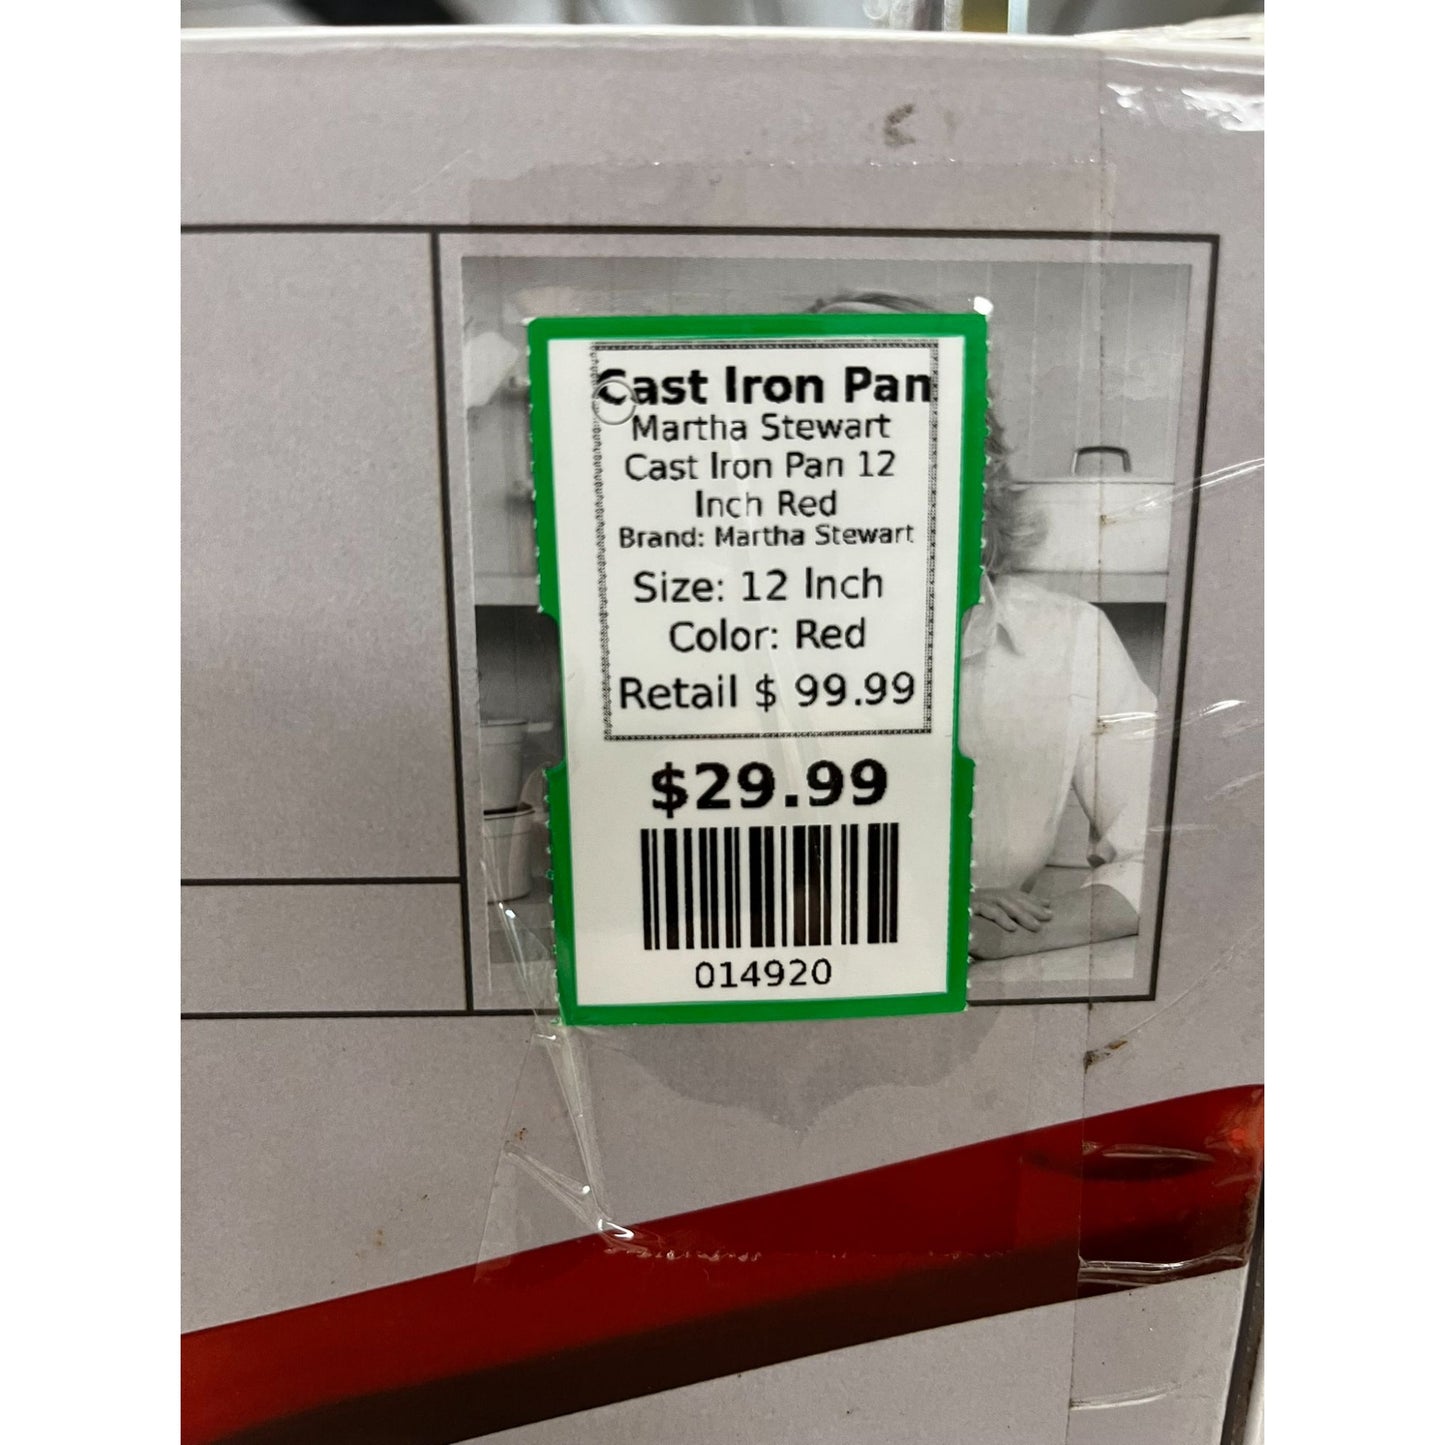 Cast Iron Pan
Martha Stewart
Cast Iron Pan 12
Inch Red
Brand: Martha Stewart
Size: 12 Inch
Color: Red
Retail $ 99.99
$29.99
014920